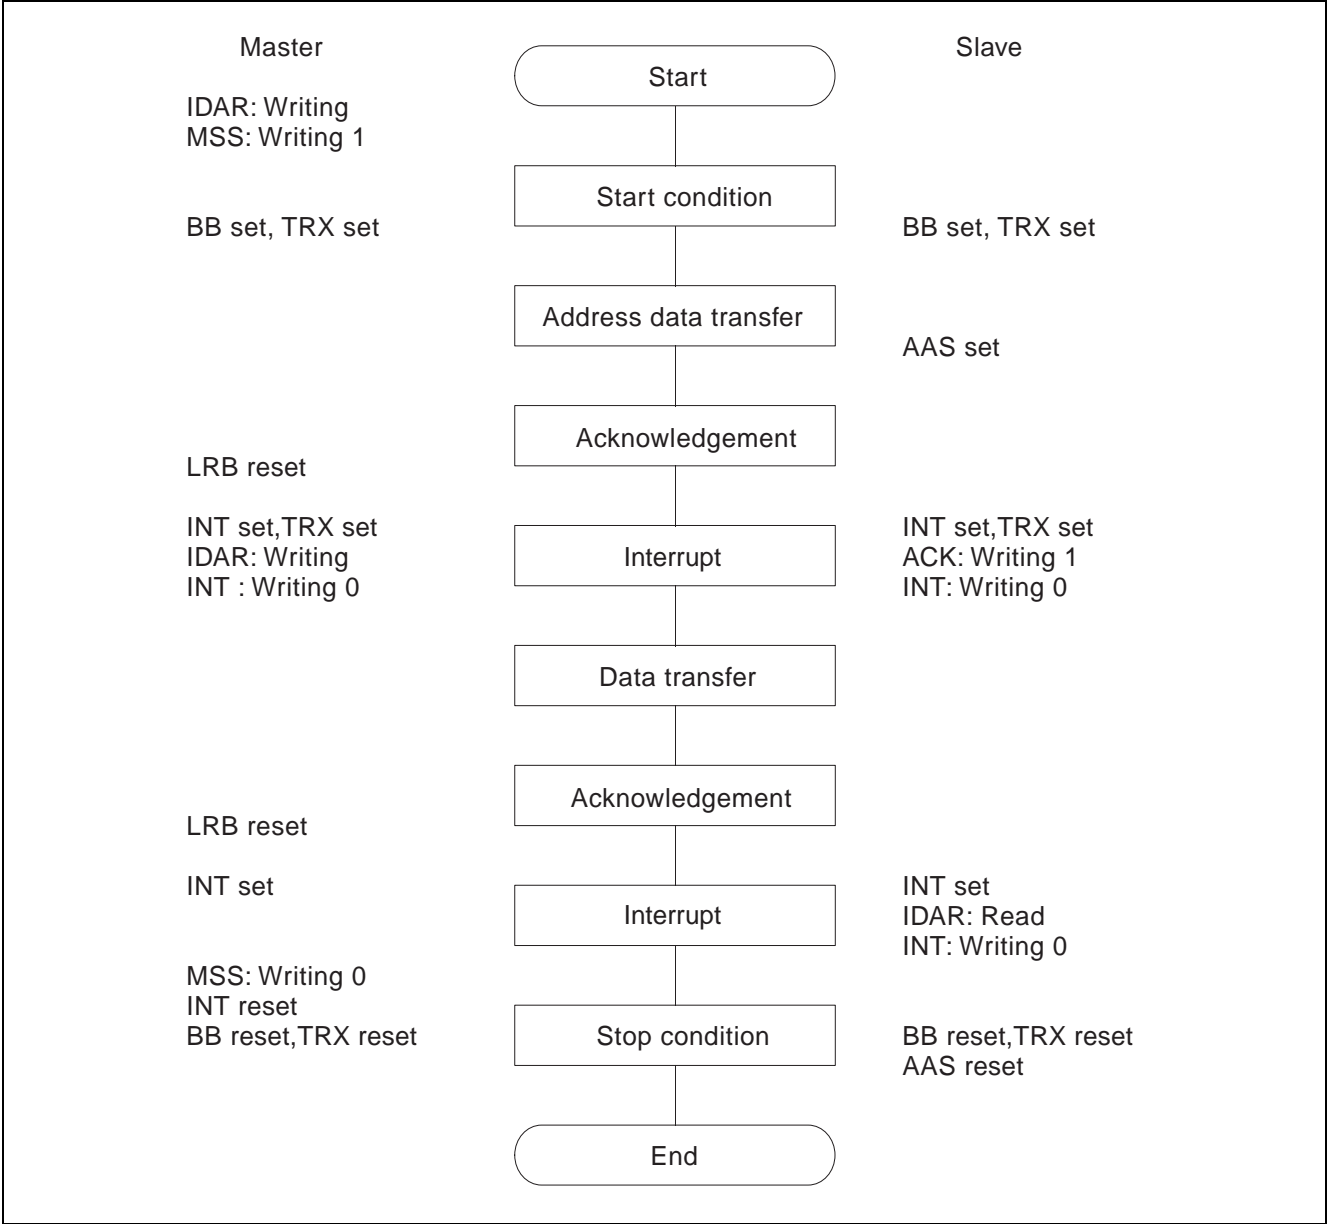 Master
Slave
Start
IDAR: Writing
MSS: Writing 1
Start condition
BB set, TRX set
BB set, TRX set
Address data transfer
AAS set
Acknowledgement
LRB reset
INT set,TRX set
INT set,TRX set
IDAR: Writing
Interrupt
ACK: Writing 1
INT : Writing 0
INT: Writing 0
Data transfer
Acknowledgement
LRB reset
INT set
INT set
Interrupt
IDAR: Read
INT: Writing 0
MSS: Writing 0
INT reset
BB reset,TRX reset
Stop condition
BB reset,TRX reset
AAS reset
End